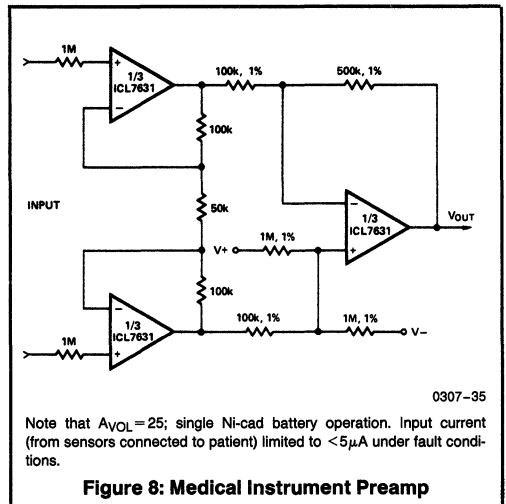 1M
1/3
ICL7631
+
−
100k, 1%
500k, 1%
100k
INPUT
50k
−
1/3
ICL7631
+
VOUT
V+
1M, 1%
100k
−
1/3
ICL7631
+
1M
100k, 1%
1M, 1%
V−
0307–35
Note that AVOL = 25; single Ni-cad battery operation. Input current
(from sensors connected to patient) limited to <5μA under fault condi-
tions.
Figure 8: Medical Instrument Preamp